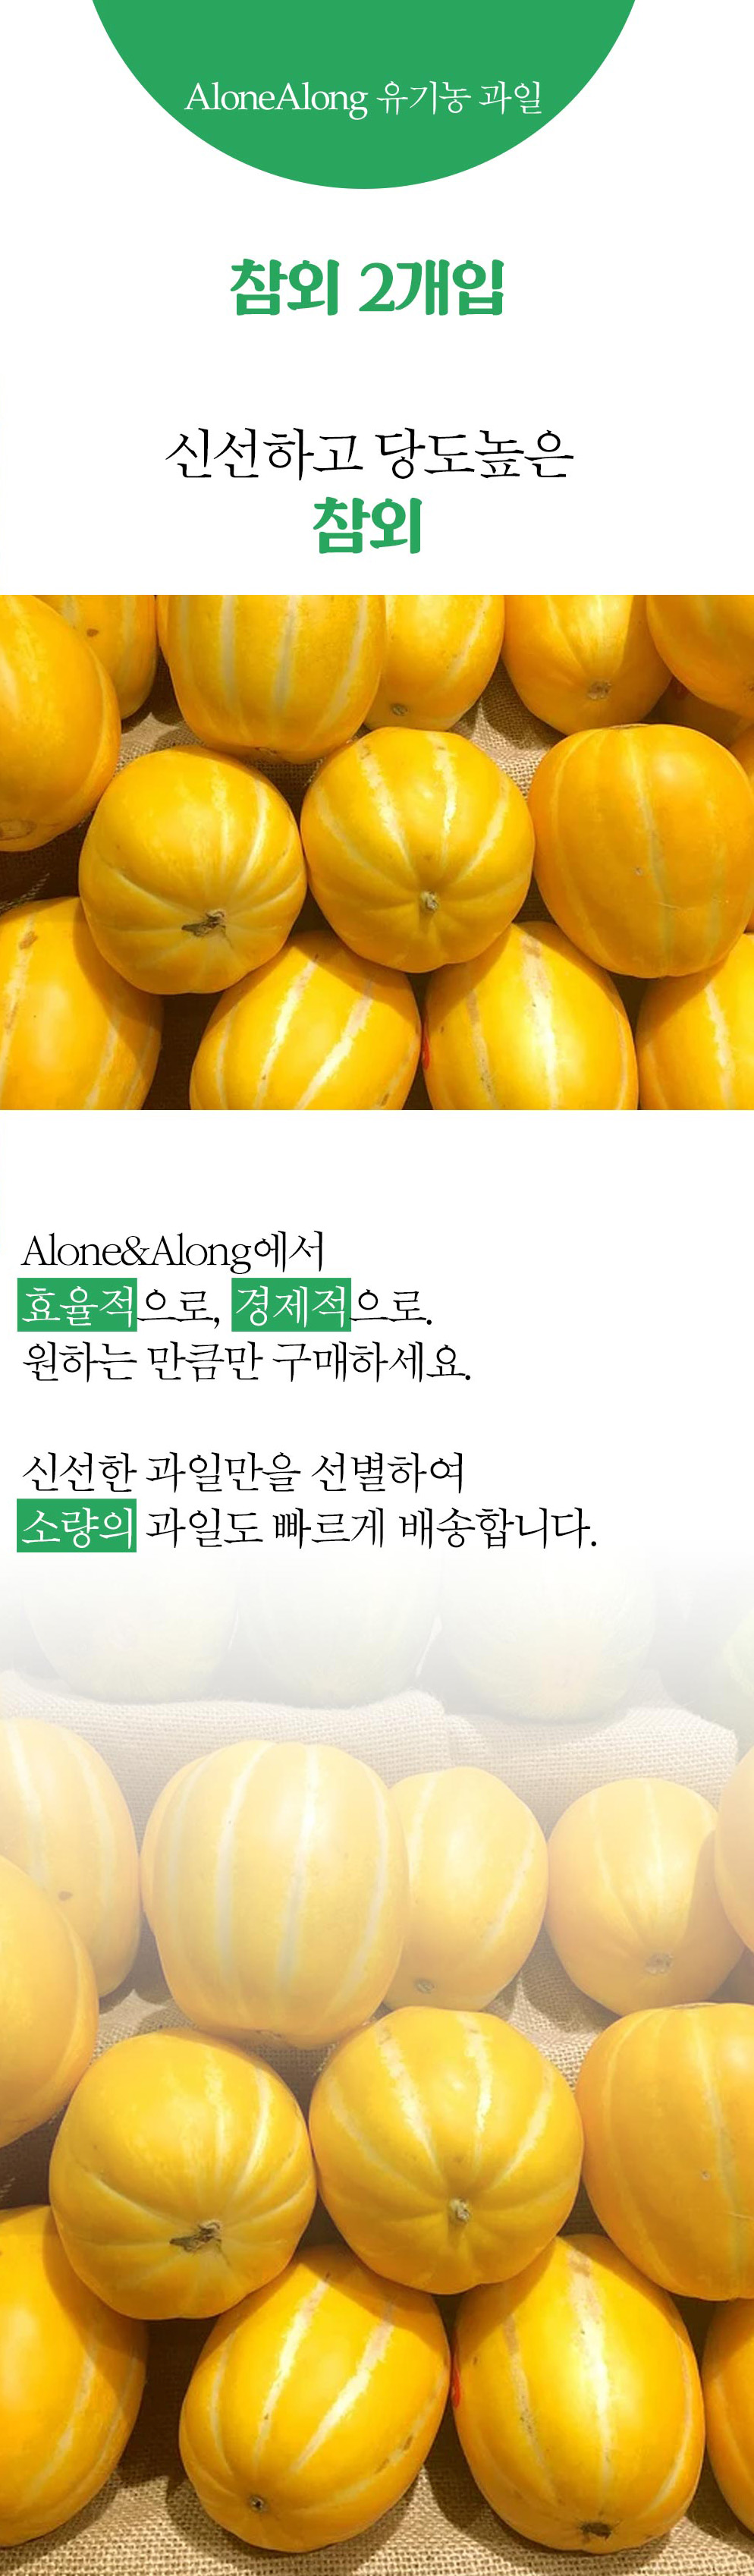 AloneAlong 유기농 과일
참외 2개입
신선하고 당도높은
참외
Alone&Along에서
효율적으로, 경제적으로.
원하는 만큼만 구매하세요.
신선한 과일만을 선별하여
소량의 과일도 빠르게 배송합니다.